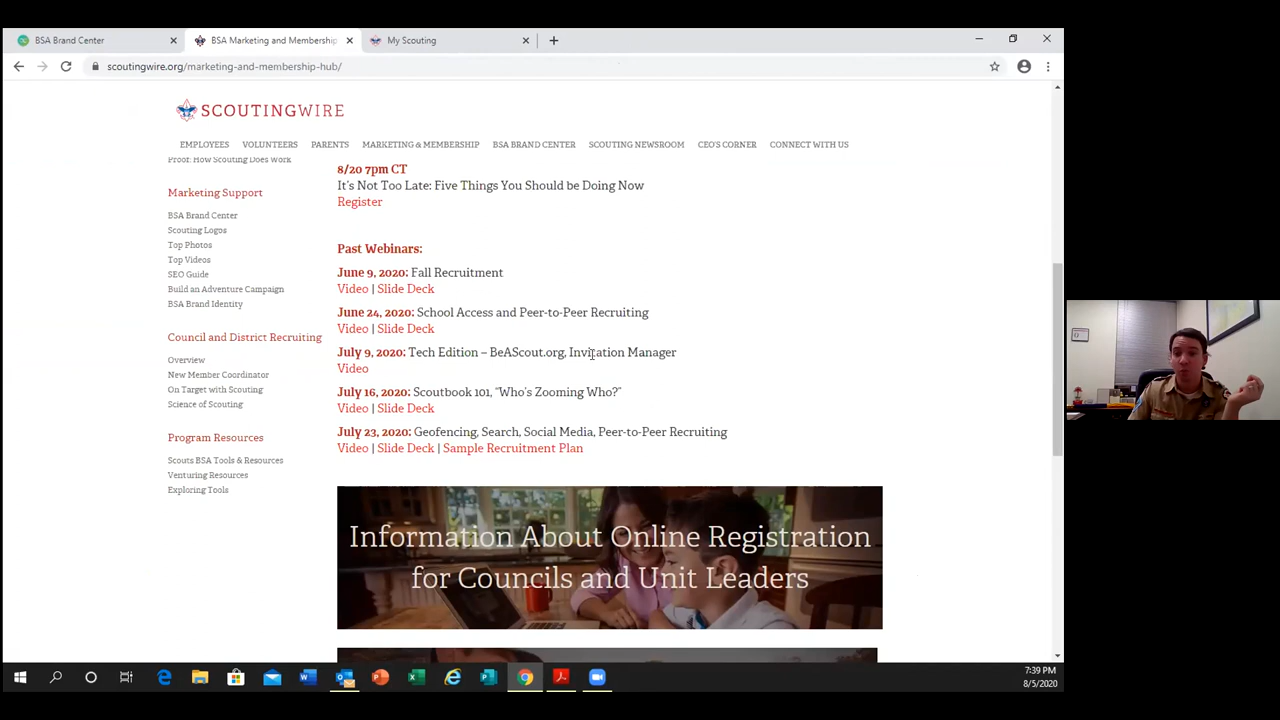 BSA Brand Center
BSA Marketing and Membership
My Scouting
scoutingwire.org/marketing-and-membership-hub/
SCOUTINGWIRE
EMPLOYEES VOLUNTEERS PARENTS MARKETING & MEMBERSHIP BSA BRAND CENTER SCOUTING NEWSROOM CEO'S CORNER CONNECT WITH US
Proof: How Scouting Does Work
Marketing Support
BSA Brand Center
Scouting Logos
Top Photos
Top Videos
SEO Guide
Build an Adventure Campaign
BSA Brand Identity
Council and District Recruiting
Overview
New Member Coordinator
On Target with Scouting
Science of Scouting
Program Resources
Scouts BSA Tools & Resources
Venturing Resources
Exploring Tools
8/20 7pm CT
It's Not Too Late: Five Things You Should be Doing Now
Register
Past Webinars:
June 9, 2020: Fall Recruitment
Video | Slide Deck
June 24, 2020: School Access and Peer-to-Peer Recruiting
Video | Slide Deck
July 9, 2020: Tech Edition – BeAScout.org, Invitation Manager
Video
July 16, 2020: Scoutbook 101, "Who's Zooming Who?"
Video | Slide Deck
July 23, 2020: Geofencing, Search, Social Media, Peer-to-Peer Recruiting
Video | Slide Deck | Sample Recruitment Plan
Information About Online Registration
for Councils and Unit Leaders
7:39 PM
8/5/2020